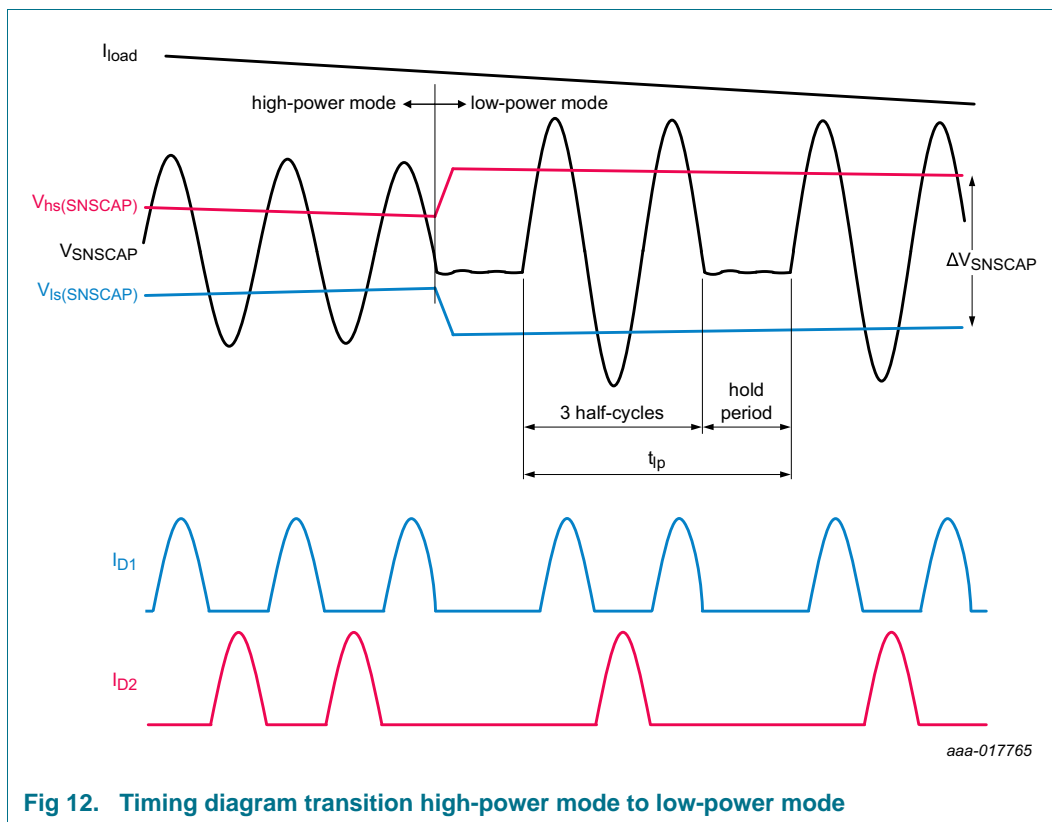 Iload
high-power mode
low-power mode
Vhs(SNSCAP)
VSNSCAP
ΔVSNSCAP
Vls(SNSCAP)
3 half-cycles
hold
period
tlp
ID1
ID2
aaa-017765
Fig 12. Timing diagram transition high-power mode to low-power mode